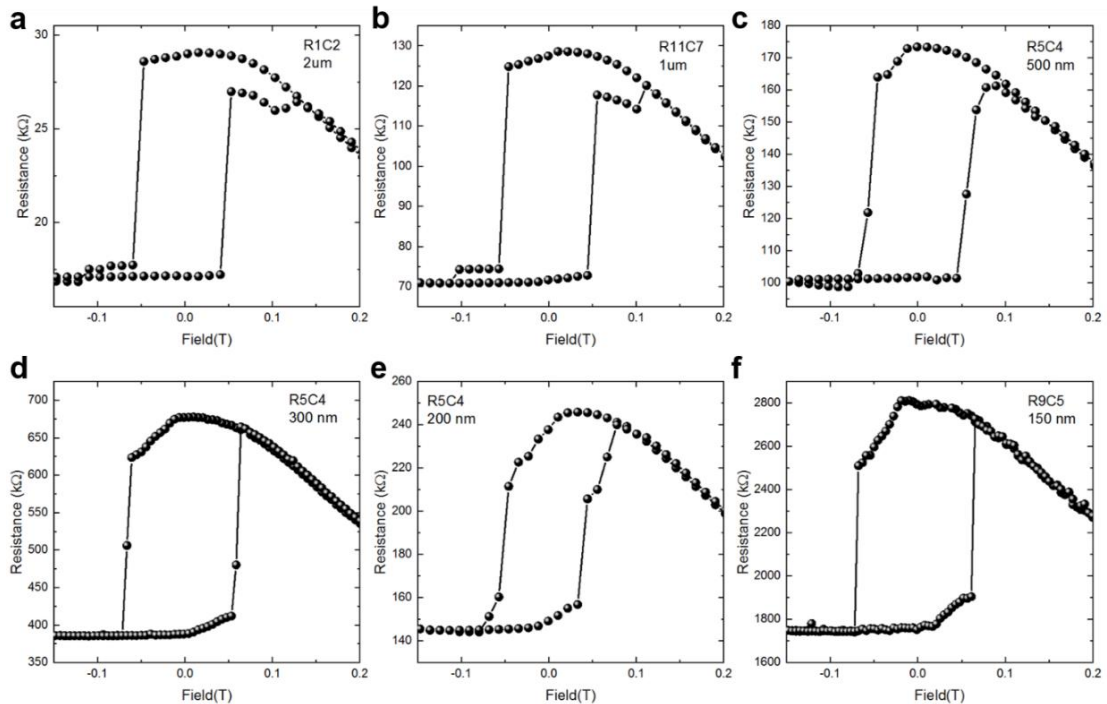 a
R1C2
2um
30
25
20
Resistance (kΩ)
-0.1 0.0 0.1 0.2
Field(T)
b
R11C7
1um
130
120
110
100
90
80
70
Resistance (kΩ)
-0.1 0.0 0.1 0.2
Field(T)
c
R5C4
500 nm
180
170
160
150
140
130
120
110
100
Resistance (kΩ)
-0.1 0.0 0.1 0.2
Field(T)
d
R5C4
300 nm
700
650
600
550
500
450
400
350
Resistance (kΩ)
-0.1 0.0 0.1 0.2
Field(T)
e
R5C4
200 nm
260
240
220
200
180
160
140
Resistance (kΩ)
-0.1 0.0 0.1 0.2
Field(T)
f
R9C5
150 nm
2800
2600
2400
2200
2000
1800
1600
Resistance (kΩ)
-0.1 0.0 0.1 0.2
Field(T)